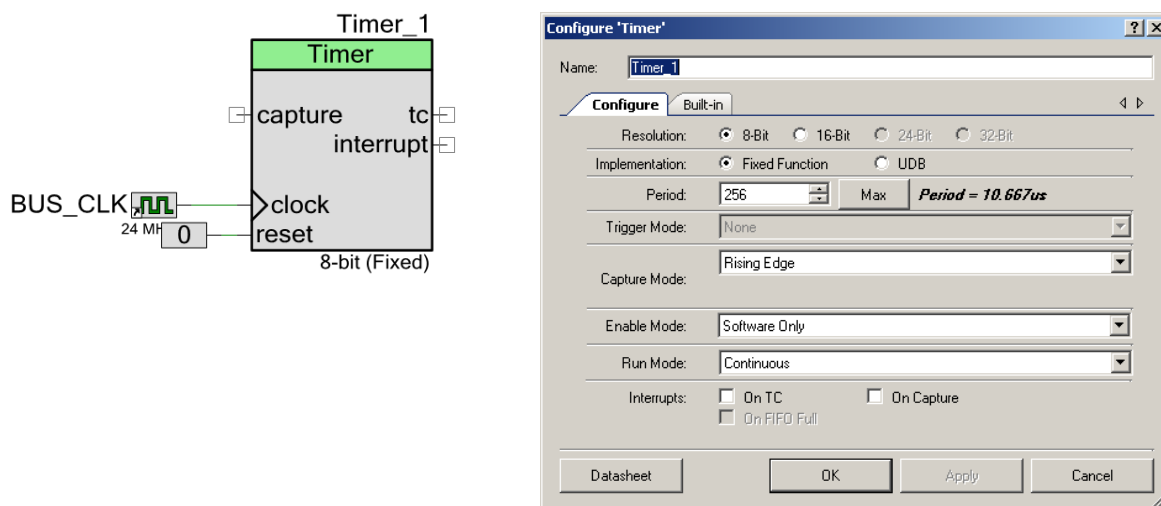 Timer_1
Timer
capture tc
interrupt
BUS_CLK clock
24 MH 0 reset
8-bit (Fixed)
Configure 'Timer'
Name: Timer_1
Configure Built-in
Resolution: 8-Bit 16-Bit 24-Bit 32-Bit
Implementation: Fixed Function UDB
Period: 256 Max Period = 10.667us
Trigger Mode: None
Capture Mode: Rising Edge
Enable Mode: Software Only
Run Mode: Continuous
Interrupts: On TC On Capture
On FIFO Full
Datasheet OK Apply Cancel